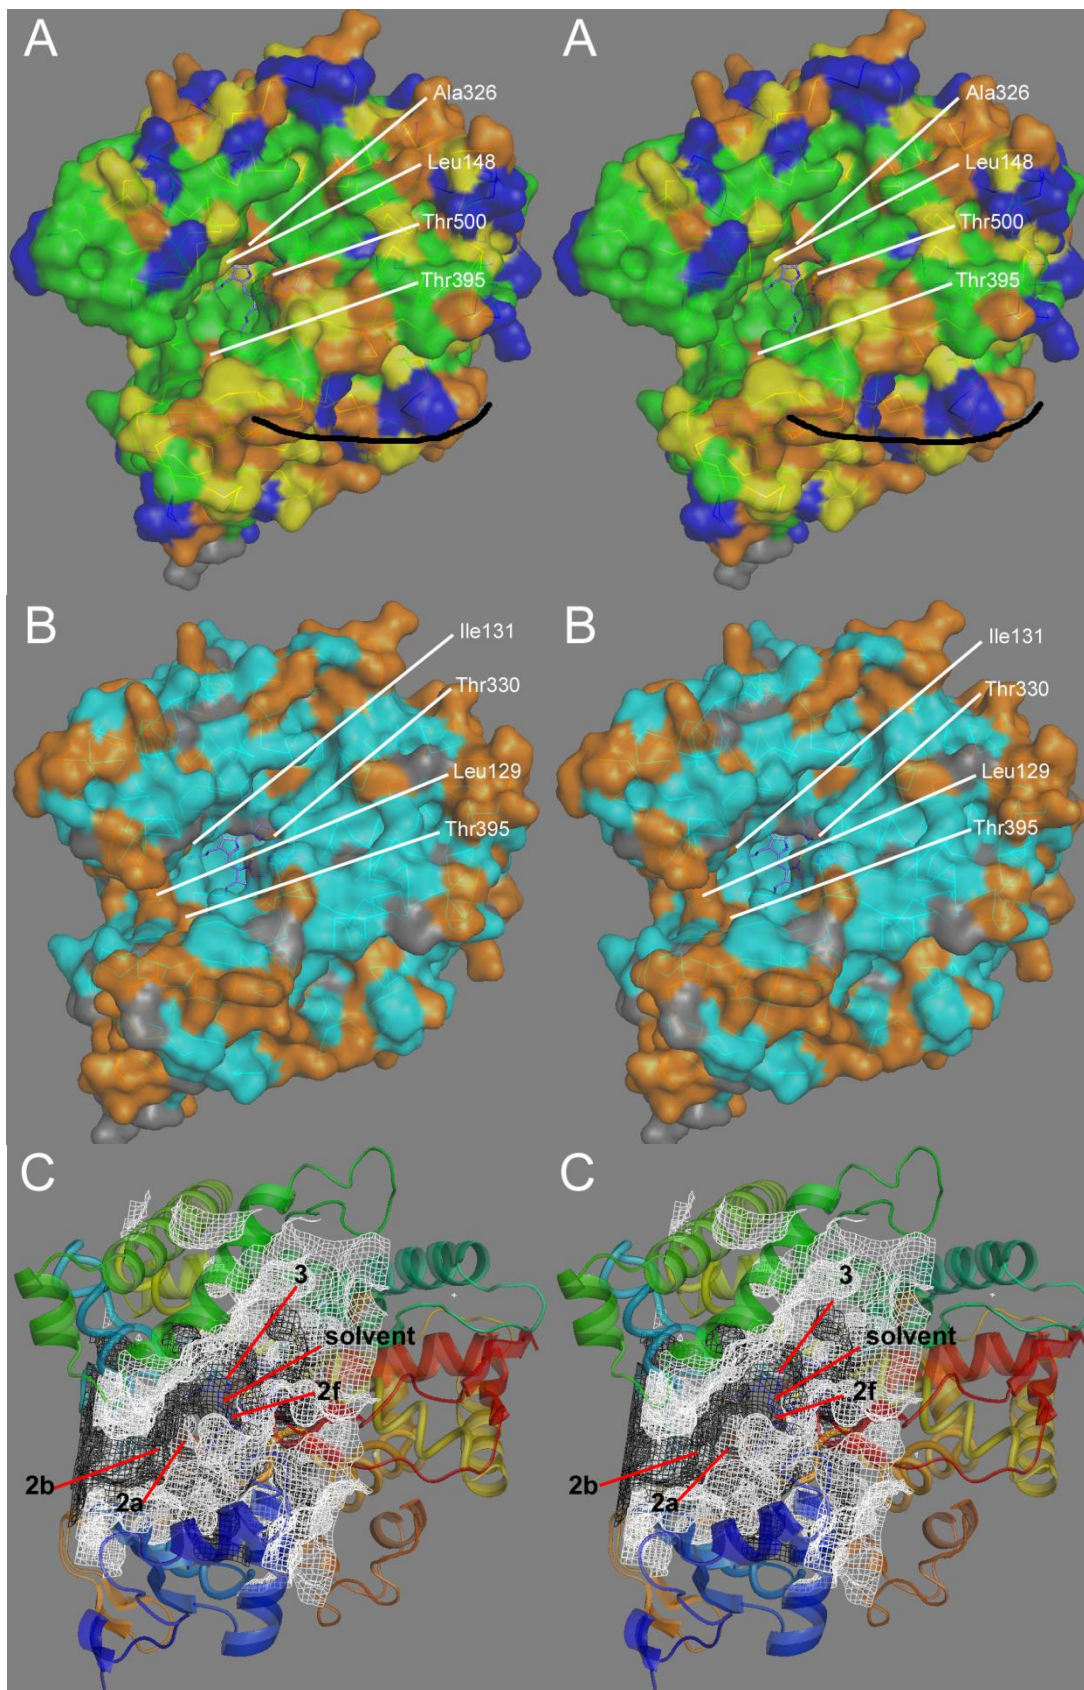 A A
Ala326 Ala326
Leu148 Leu148
Thr500 Thr500
Thr395 Thr395
B B
Ile131 Ile131
Thr330 Thr330
Leu129 Leu129
Thr395 Thr395
C C
3 3
solvent solvent
2f 2f
2b 2b
2a 2a